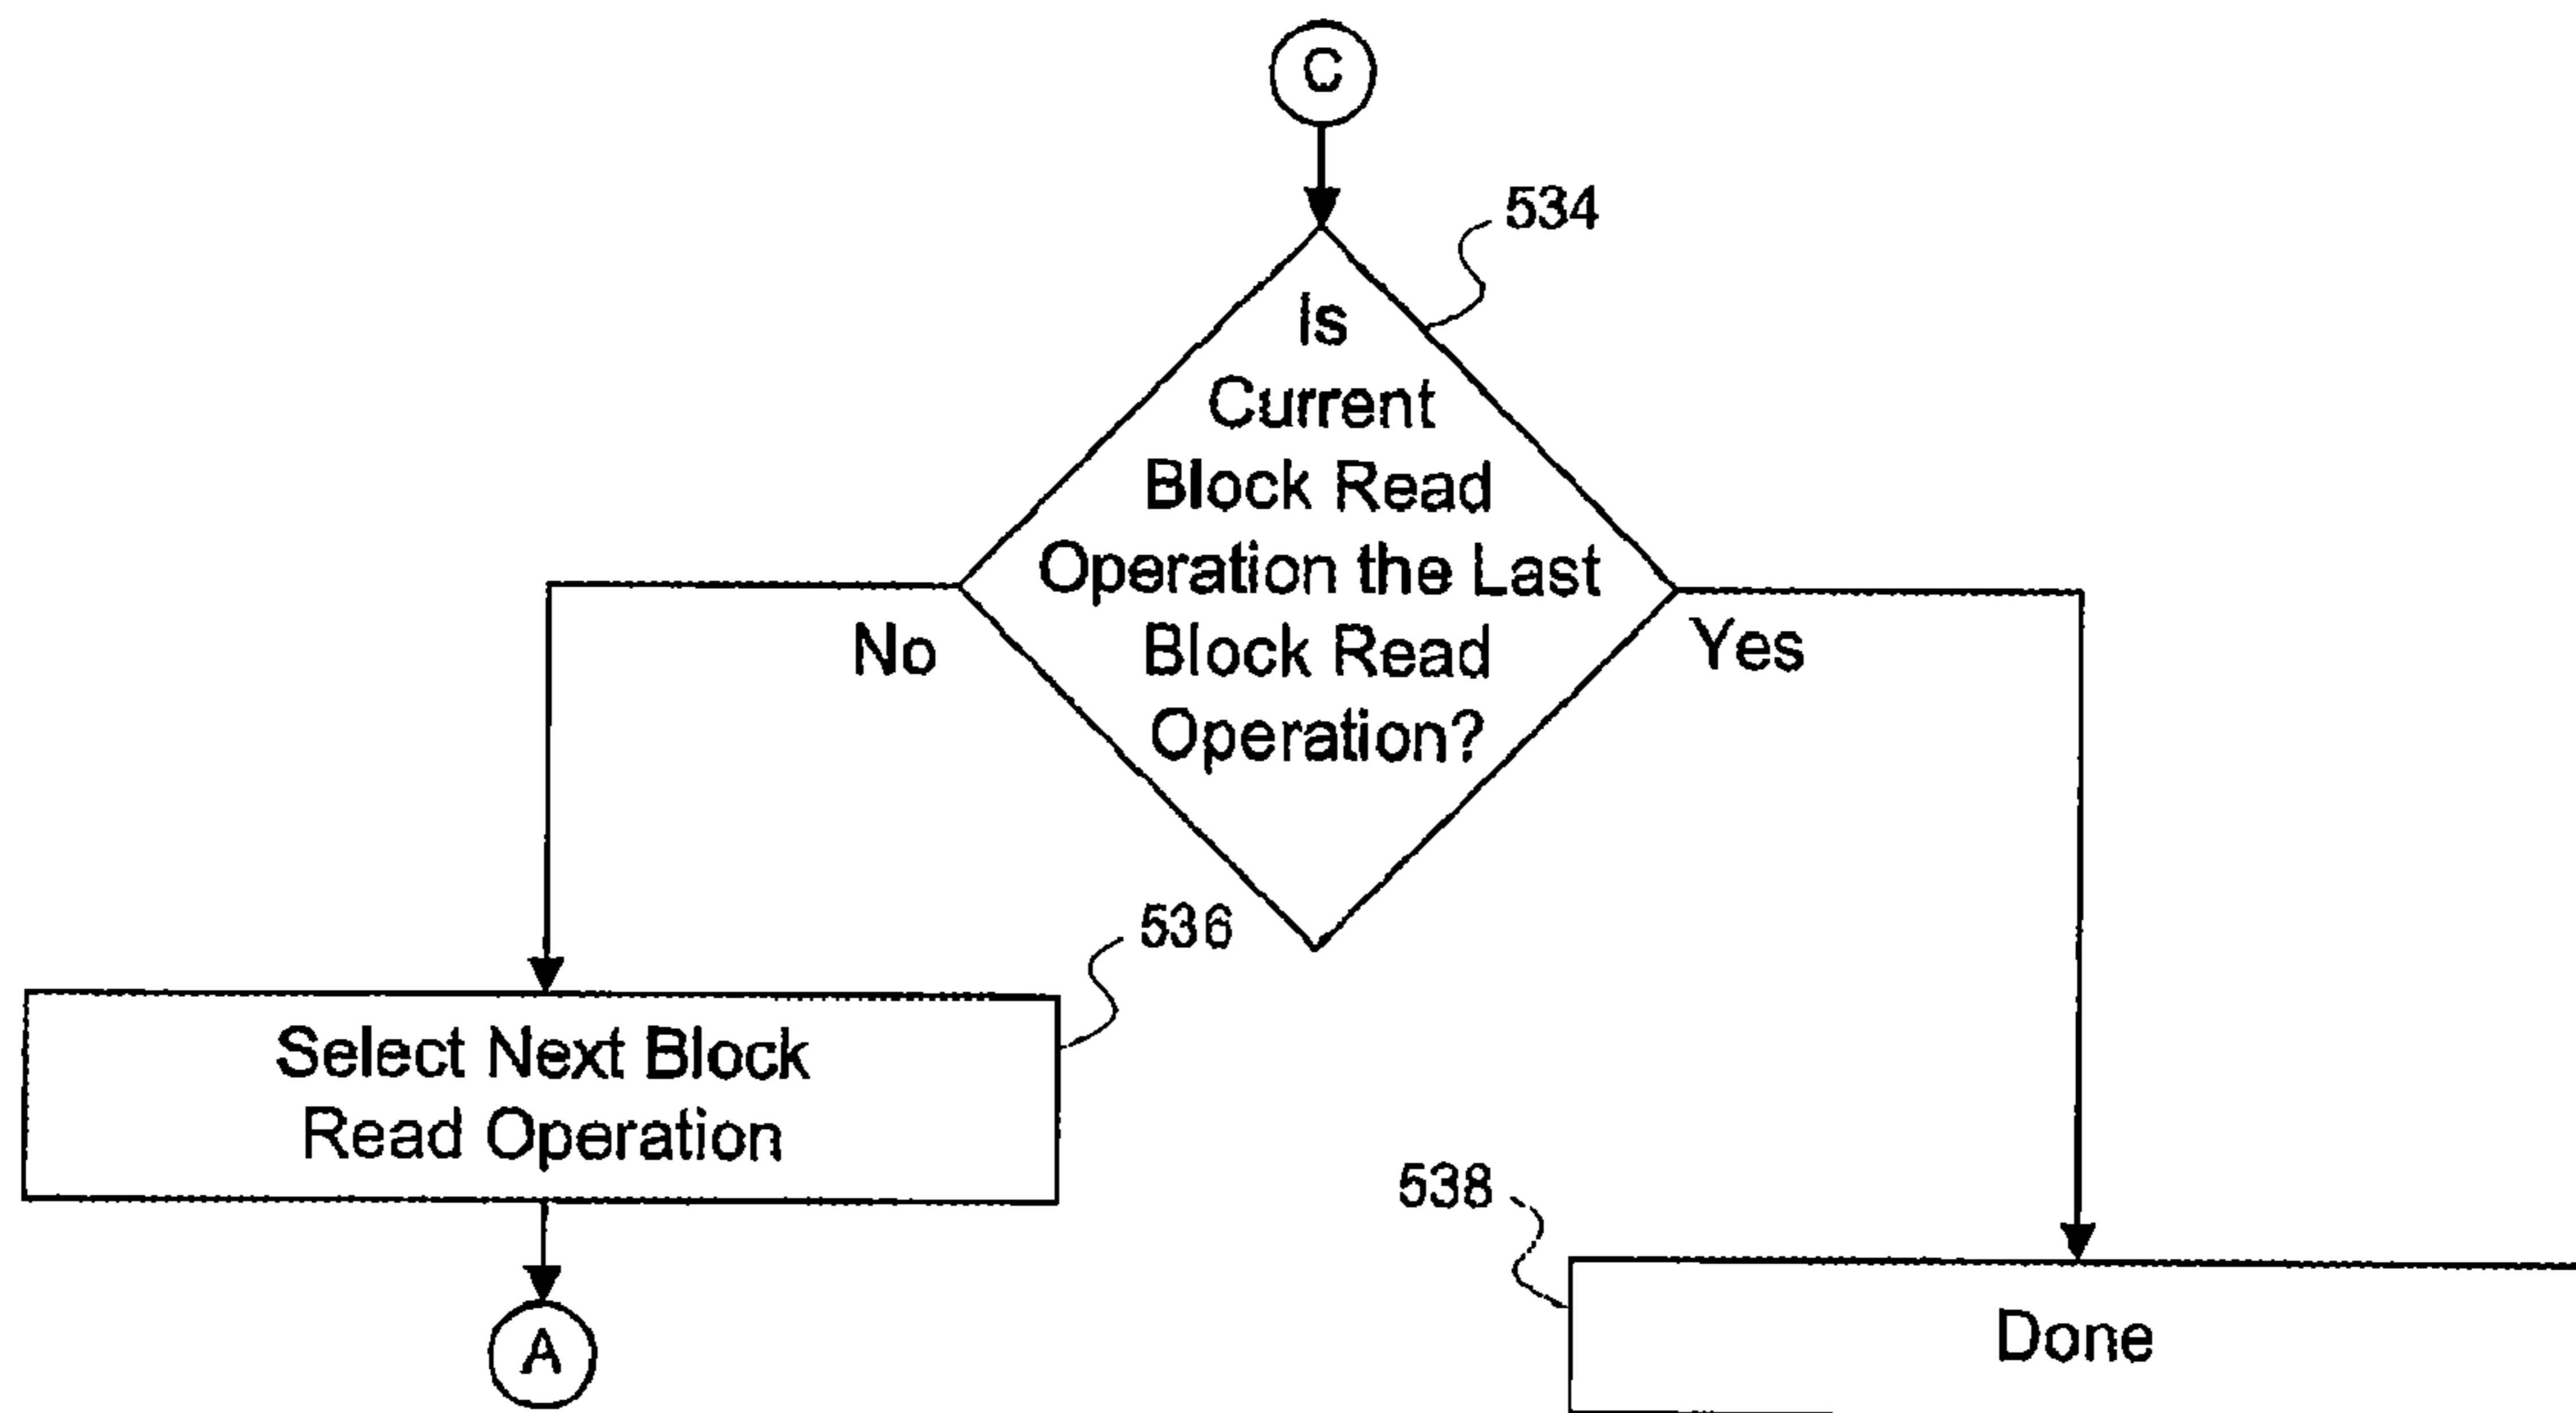 C
534
Is
Current
Block Read
Operation the Last
Block Read
Operation?
No
Yes
536
Select Next Block
Read Operation
538
Done
A